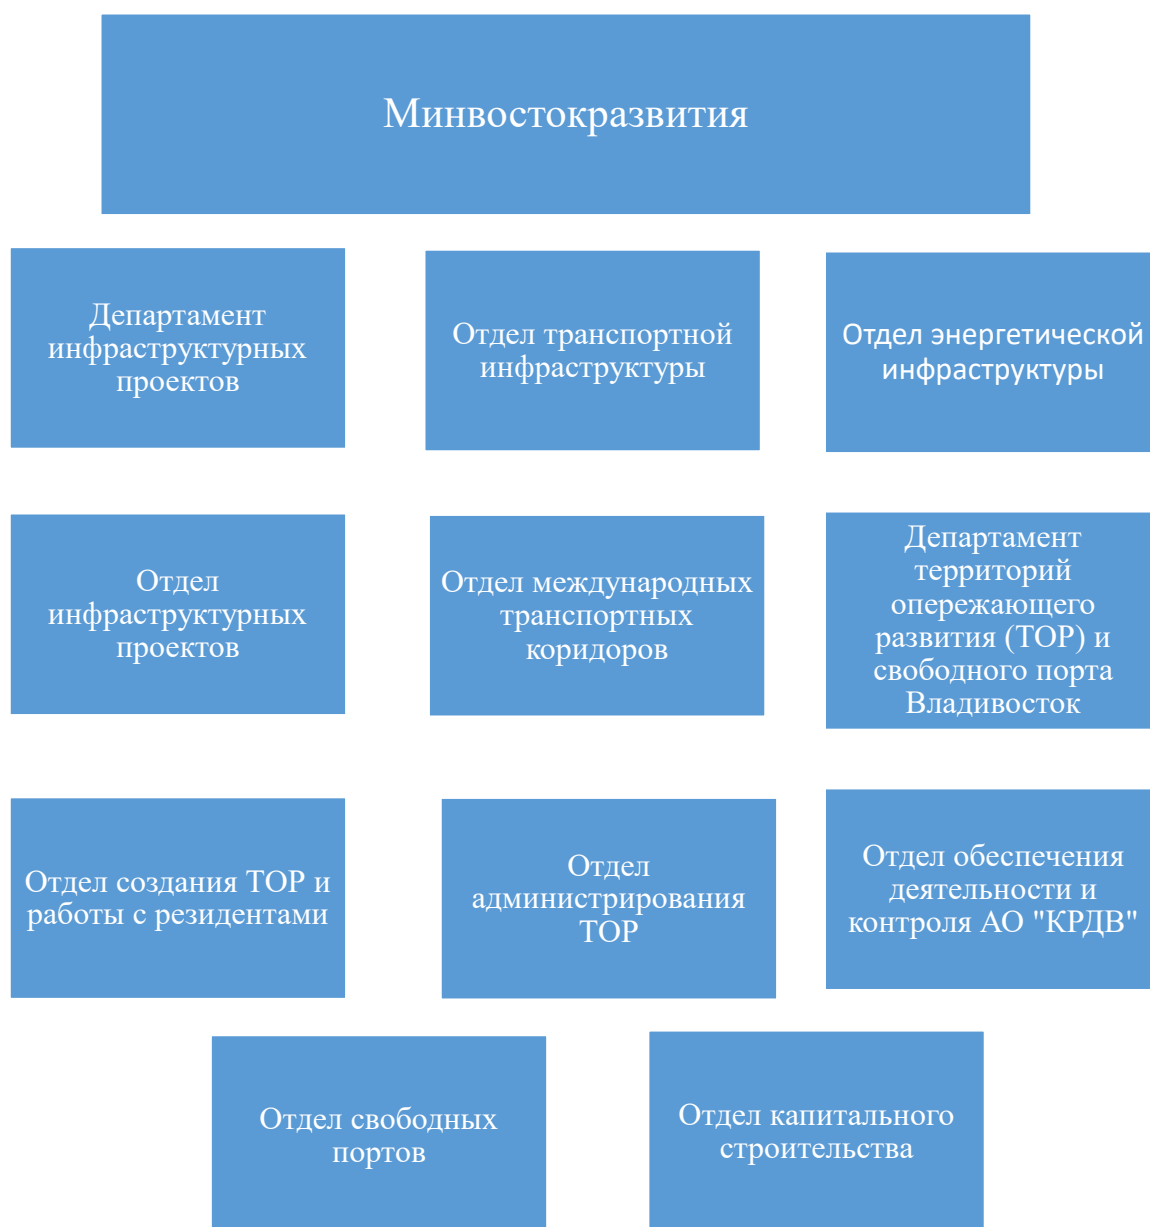 Минвостокразвития
Департамент
инфраструктурных
проектов
Отдел транспортной
инфраструктуры
Отдел энергетической
инфраструктуры
Отдел
инфраструктурных
проектов
Отдел международных
транспортных
коридоров
Департамент
территорий
опережающего
развития (ТОР) и
свободного порта
Владивосток
Отдел создания ТОР и
работы с резидентами
Отдел
администрирования
ТОР
Отдел обеспечения
деятельности и
контроля АО "КРДВ"
Отдел свободных
портов
Отдел капитального
строительства